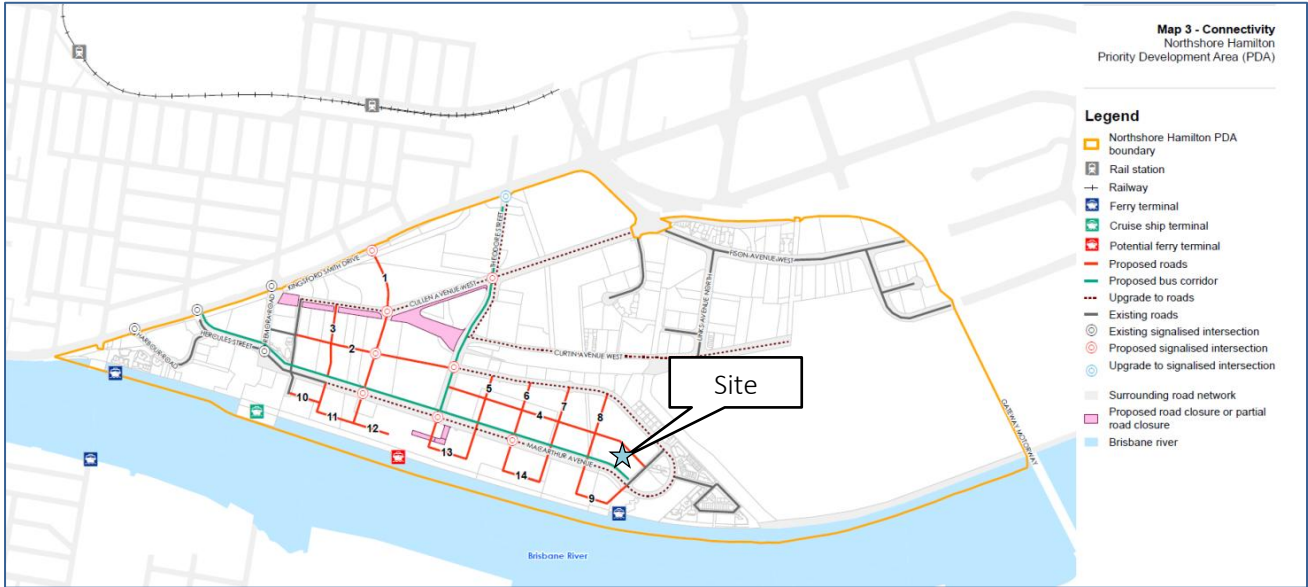 Map 3 - Connectivity
Northshore Hamilton
Priority Development Area (PDA)
Legend
Northshore Hamilton PDA
boundary
Rail station
Railway
Ferry terminal
Cruise ship terminal
Potential ferry terminal
Proposed roads
Proposed bus corridor
Upgrade to roads
Existing roads
Existing signalised intersection
Proposed signalised intersection
Upgrade to signalised intersection
Surrounding road network
Proposed road closure or partial
road closure
Brisbane river
KINGSFORD SMITH DRIVE
THEODORE STREET
CULLEN AVENUE WEST
FISON AVENUE WEST
REMORA ROAD
HERCULES STREET
HARBOUR ROAD
CURTIN AVENUE WEST
MACARTHUR AVENUE
GATEWAY MOTORWAY
Site
1
2
3
4
5
6
7
8
9
10
11
12
13
14
Brisbane River